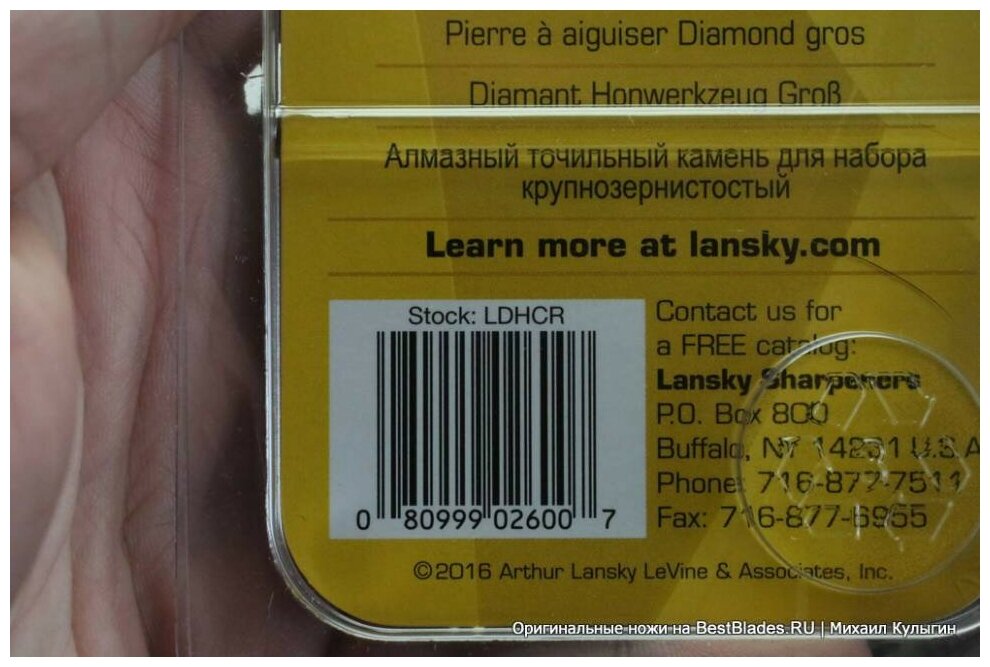 Pierre à aiguiser Diamond gros
Diamant Honwerkzeug Groß
Алмазный точильный камень для набора
крупнозернистостый
Learn more at lansky.com
Stock: LDHCR
0 80999 02600 7
Contact us for
a FREE catalog:
Lansky Sharpeners
P.O. Box 800
Buffalo, NY 14231 U.S.A
Phone: 716-877-7511
Fax: 716-877-6955
©2016 Arthur Lansky LeVine & Associates, Inc.
Оригинальные ножи на BestBlades.RU | Михаил Кулыгин